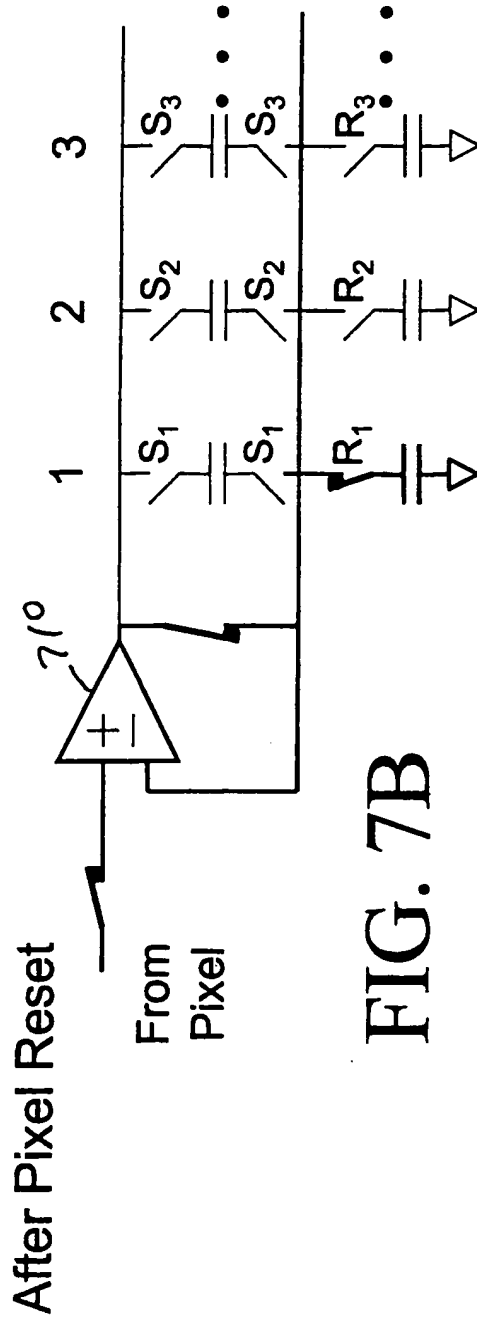 After Pixel Reset
1 2 3
710
+
−
S₁ S₂ S₃
S₁ S₂ S₃
R₁ R₂ R₃
From
Pixel
FIG. 7B